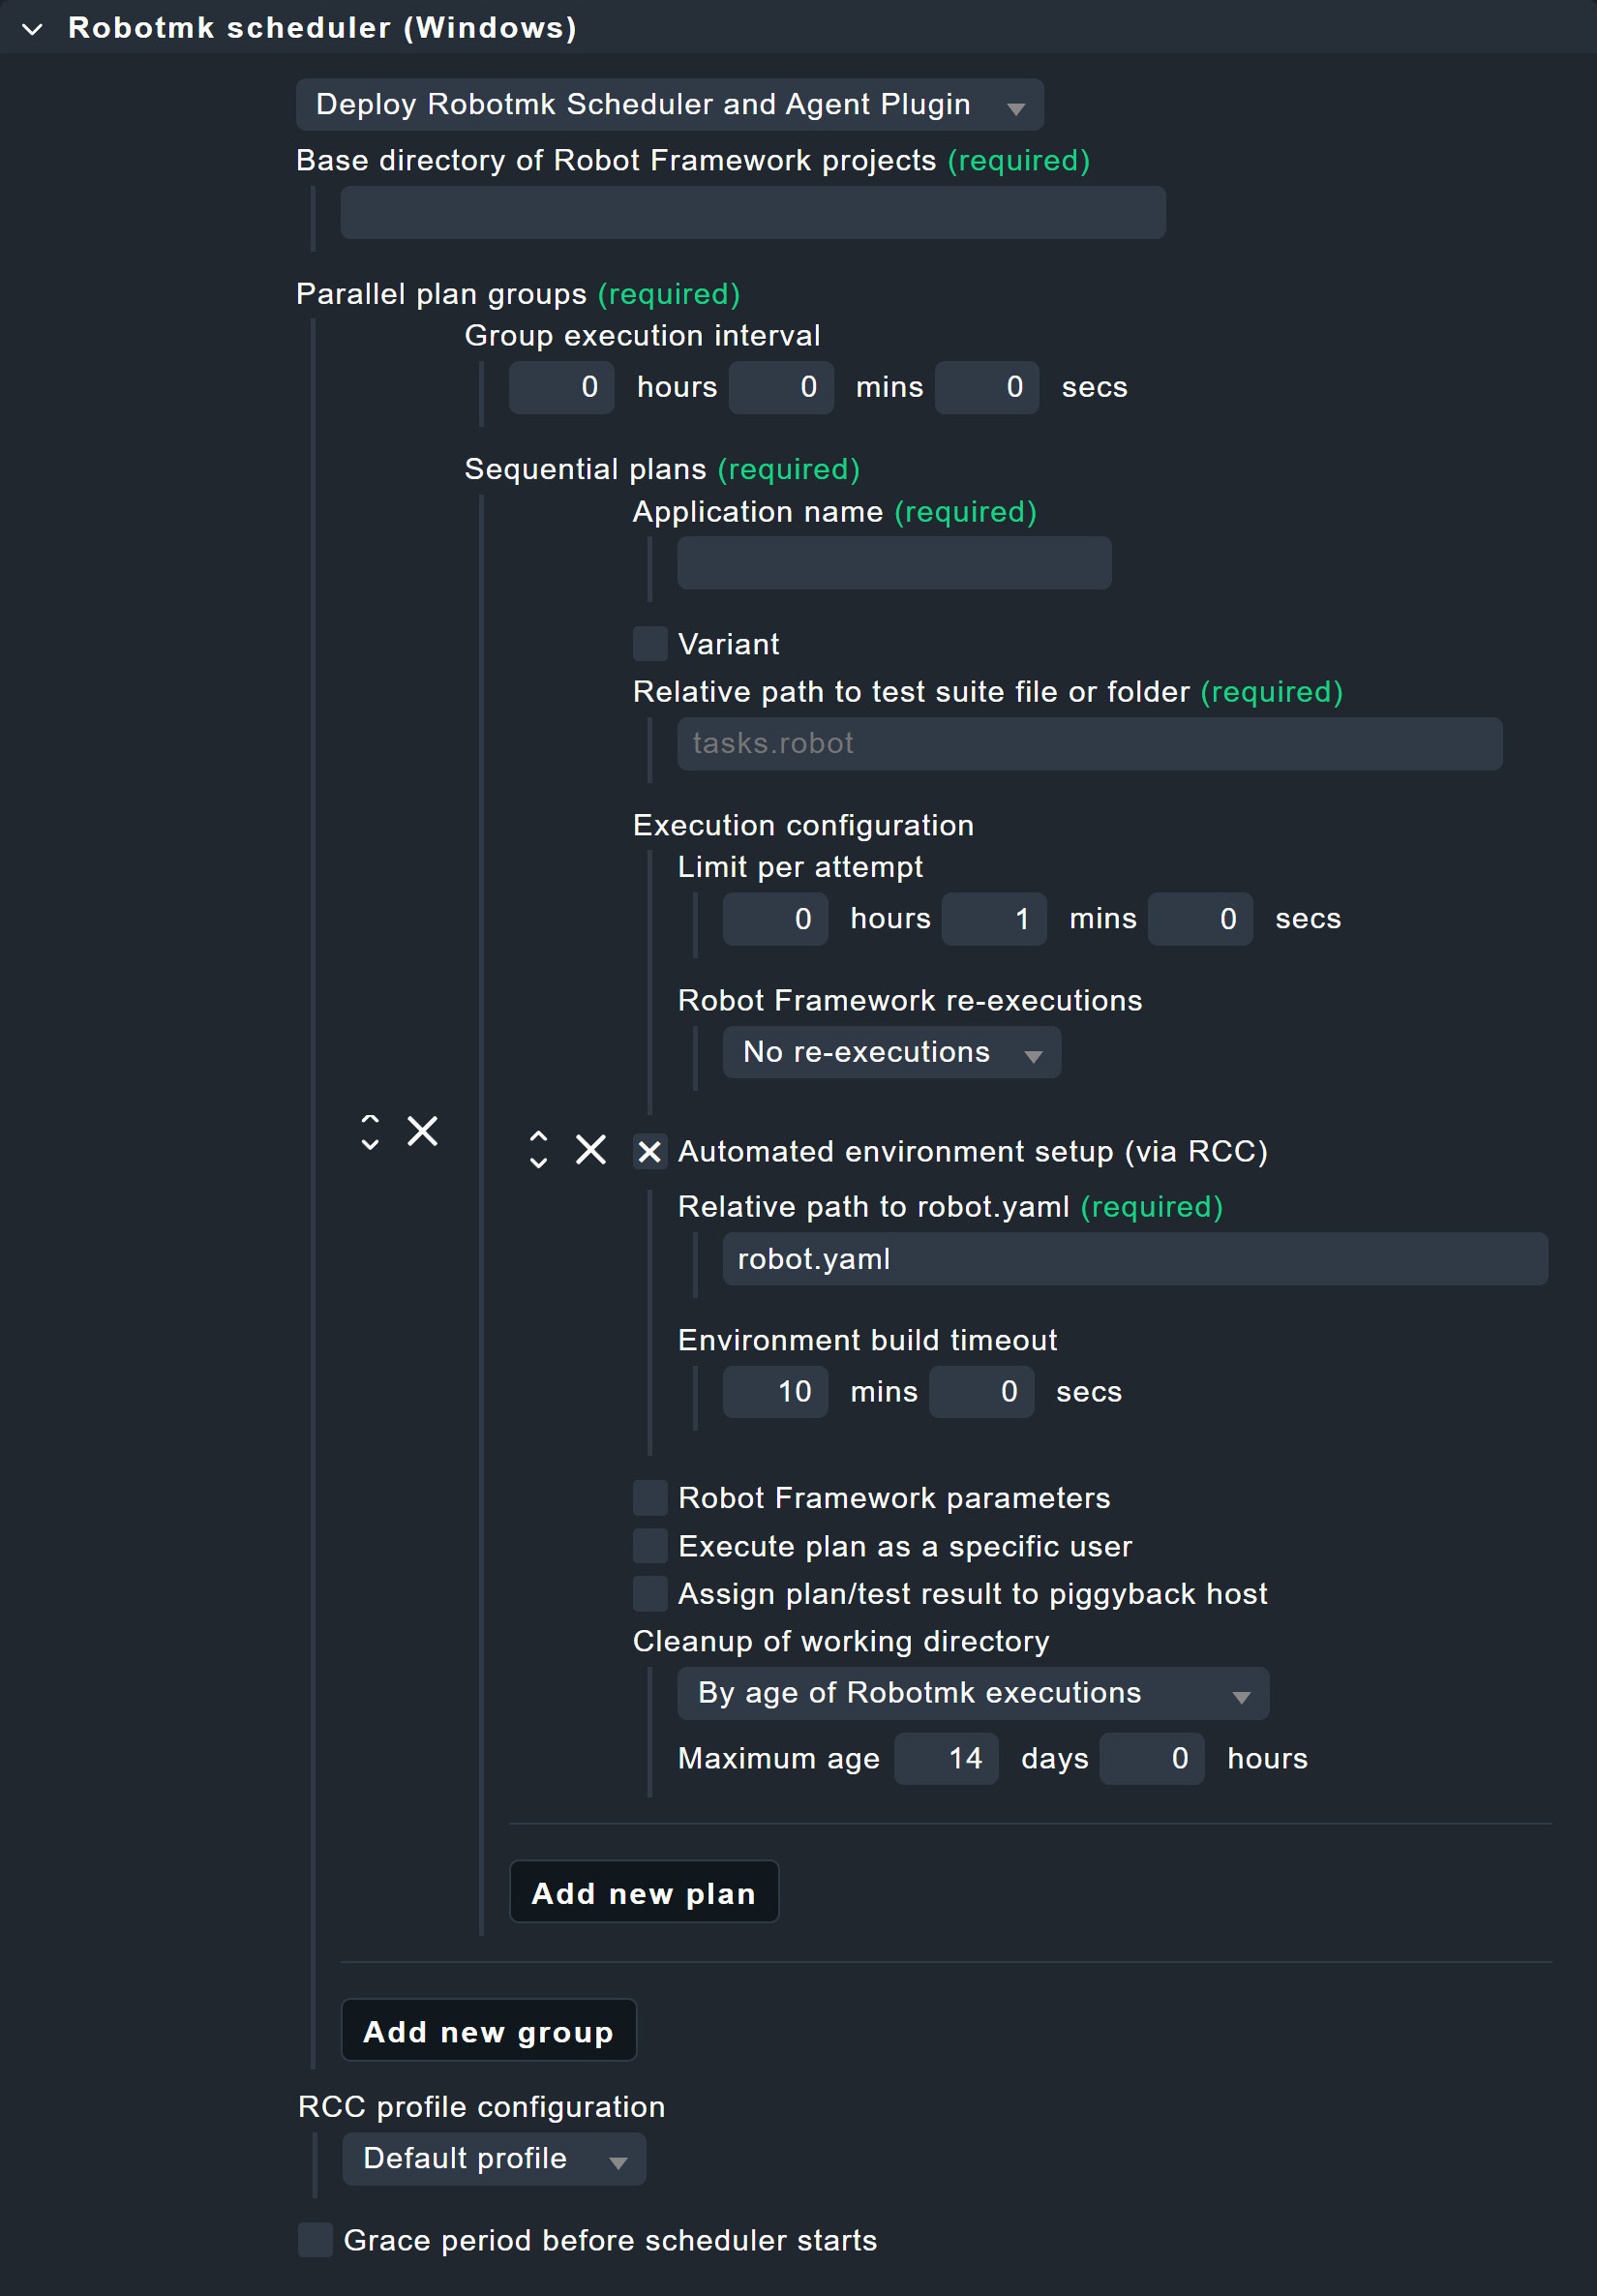 Robotmk scheduler (Windows)
Deploy Robotmk Scheduler and Agent Plugin
Base directory of Robot Framework projects (required)
Parallel plan groups (required)
Group execution interval
0 hours 0 mins 0 secs
Sequential plans (required)
Application name (required)
Variant
Relative path to test suite file or folder (required)
tasks.robot
Execution configuration
Limit per attempt
0 hours 1 mins 0 secs
Robot Framework re-executions
No re-executions
Automated environment setup (via RCC)
Relative path to robot.yaml (required)
robot.yaml
Environment build timeout
10 mins 0 secs
Robot Framework parameters
Execute plan as a specific user
Assign plan/test result to piggyback host
Cleanup of working directory
By age of Robotmk executions
Maximum age 14 days 0 hours
Add new plan
Add new group
RCC profile configuration
Default profile
Grace period before scheduler starts